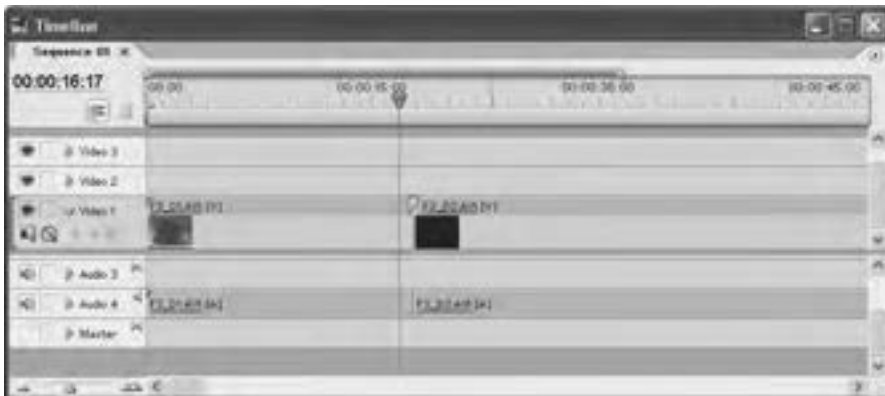 Timeline
Sequence 01 x
00:00:16:17
00:00
00:00:15:00
00:00:30:00
00:00:45:00
Video 3
Video 2
Video 1
Audio 3
Audio 4
Master